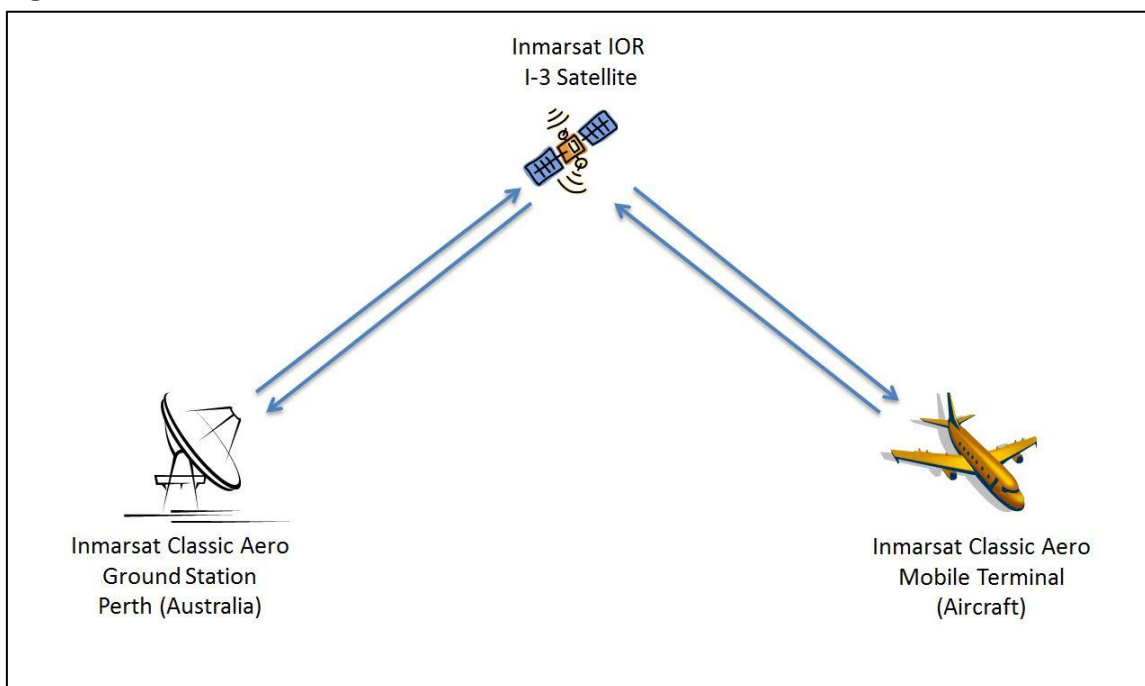 Inmarsat IOR
I-3 Satellite
Inmarsat Classic Aero
Ground Station
Perth (Australia)
Inmarsat Classic Aero
Mobile Terminal
(Aircraft)